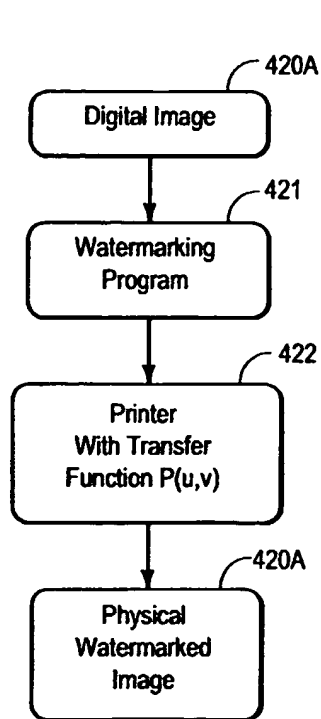 420A
Digital Image
421
Watermarking
Program
422
Printer
With Transfer
Function P(u,v)
420A
Physical
Watermarked
Image